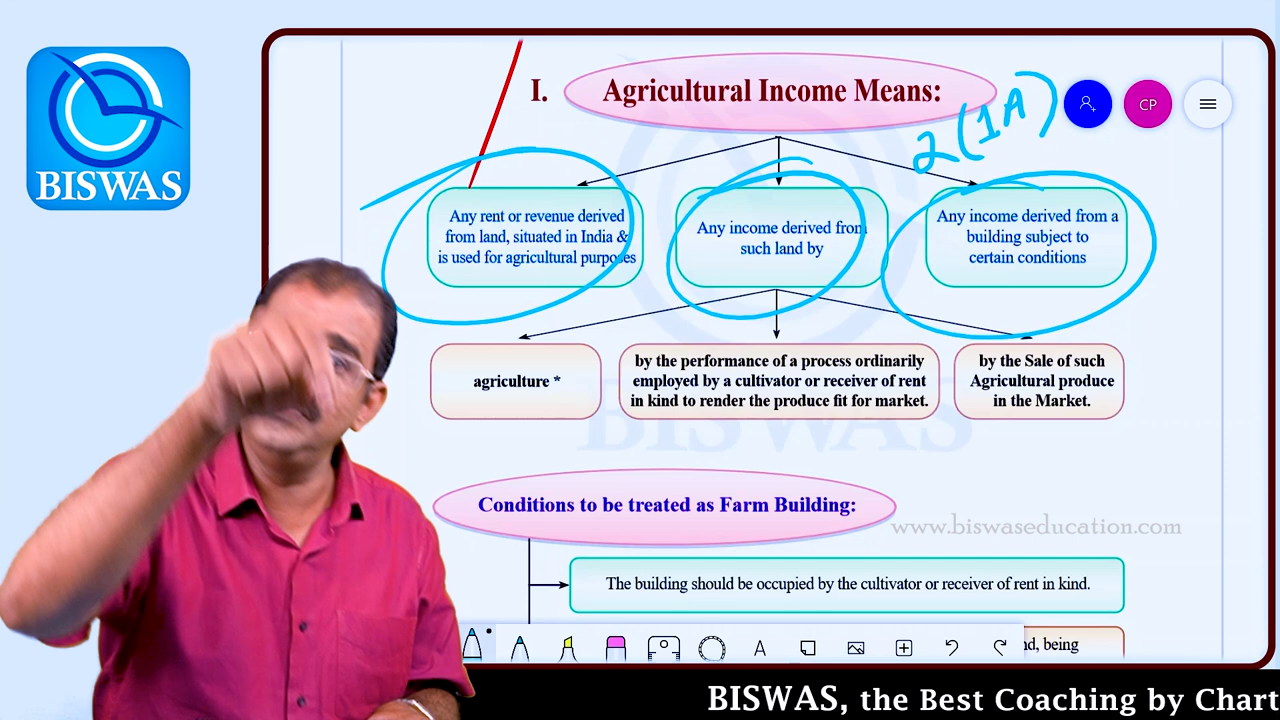 BISWAS
I. Agricultural Income Means:
2(1A)
CP
Any rent or revenue derived
from land, situated in India &
is used for agricultural purposes
Any income derived from
such land by
Any income derived from a
building subject to
certain conditions
agriculture *
by the performance of a process ordinarily
employed by a cultivator or receiver of rent
in kind to render the produce fit for market.
by the Sale of such
Agricultural produce
in the Market.
BISWAS
Conditions to be treated as Farm Building:
www.biswaseducation.com
The building should be occupied by the cultivator or receiver of rent in kind.
A
nd, being
BISWAS, the Best Coaching by Chart